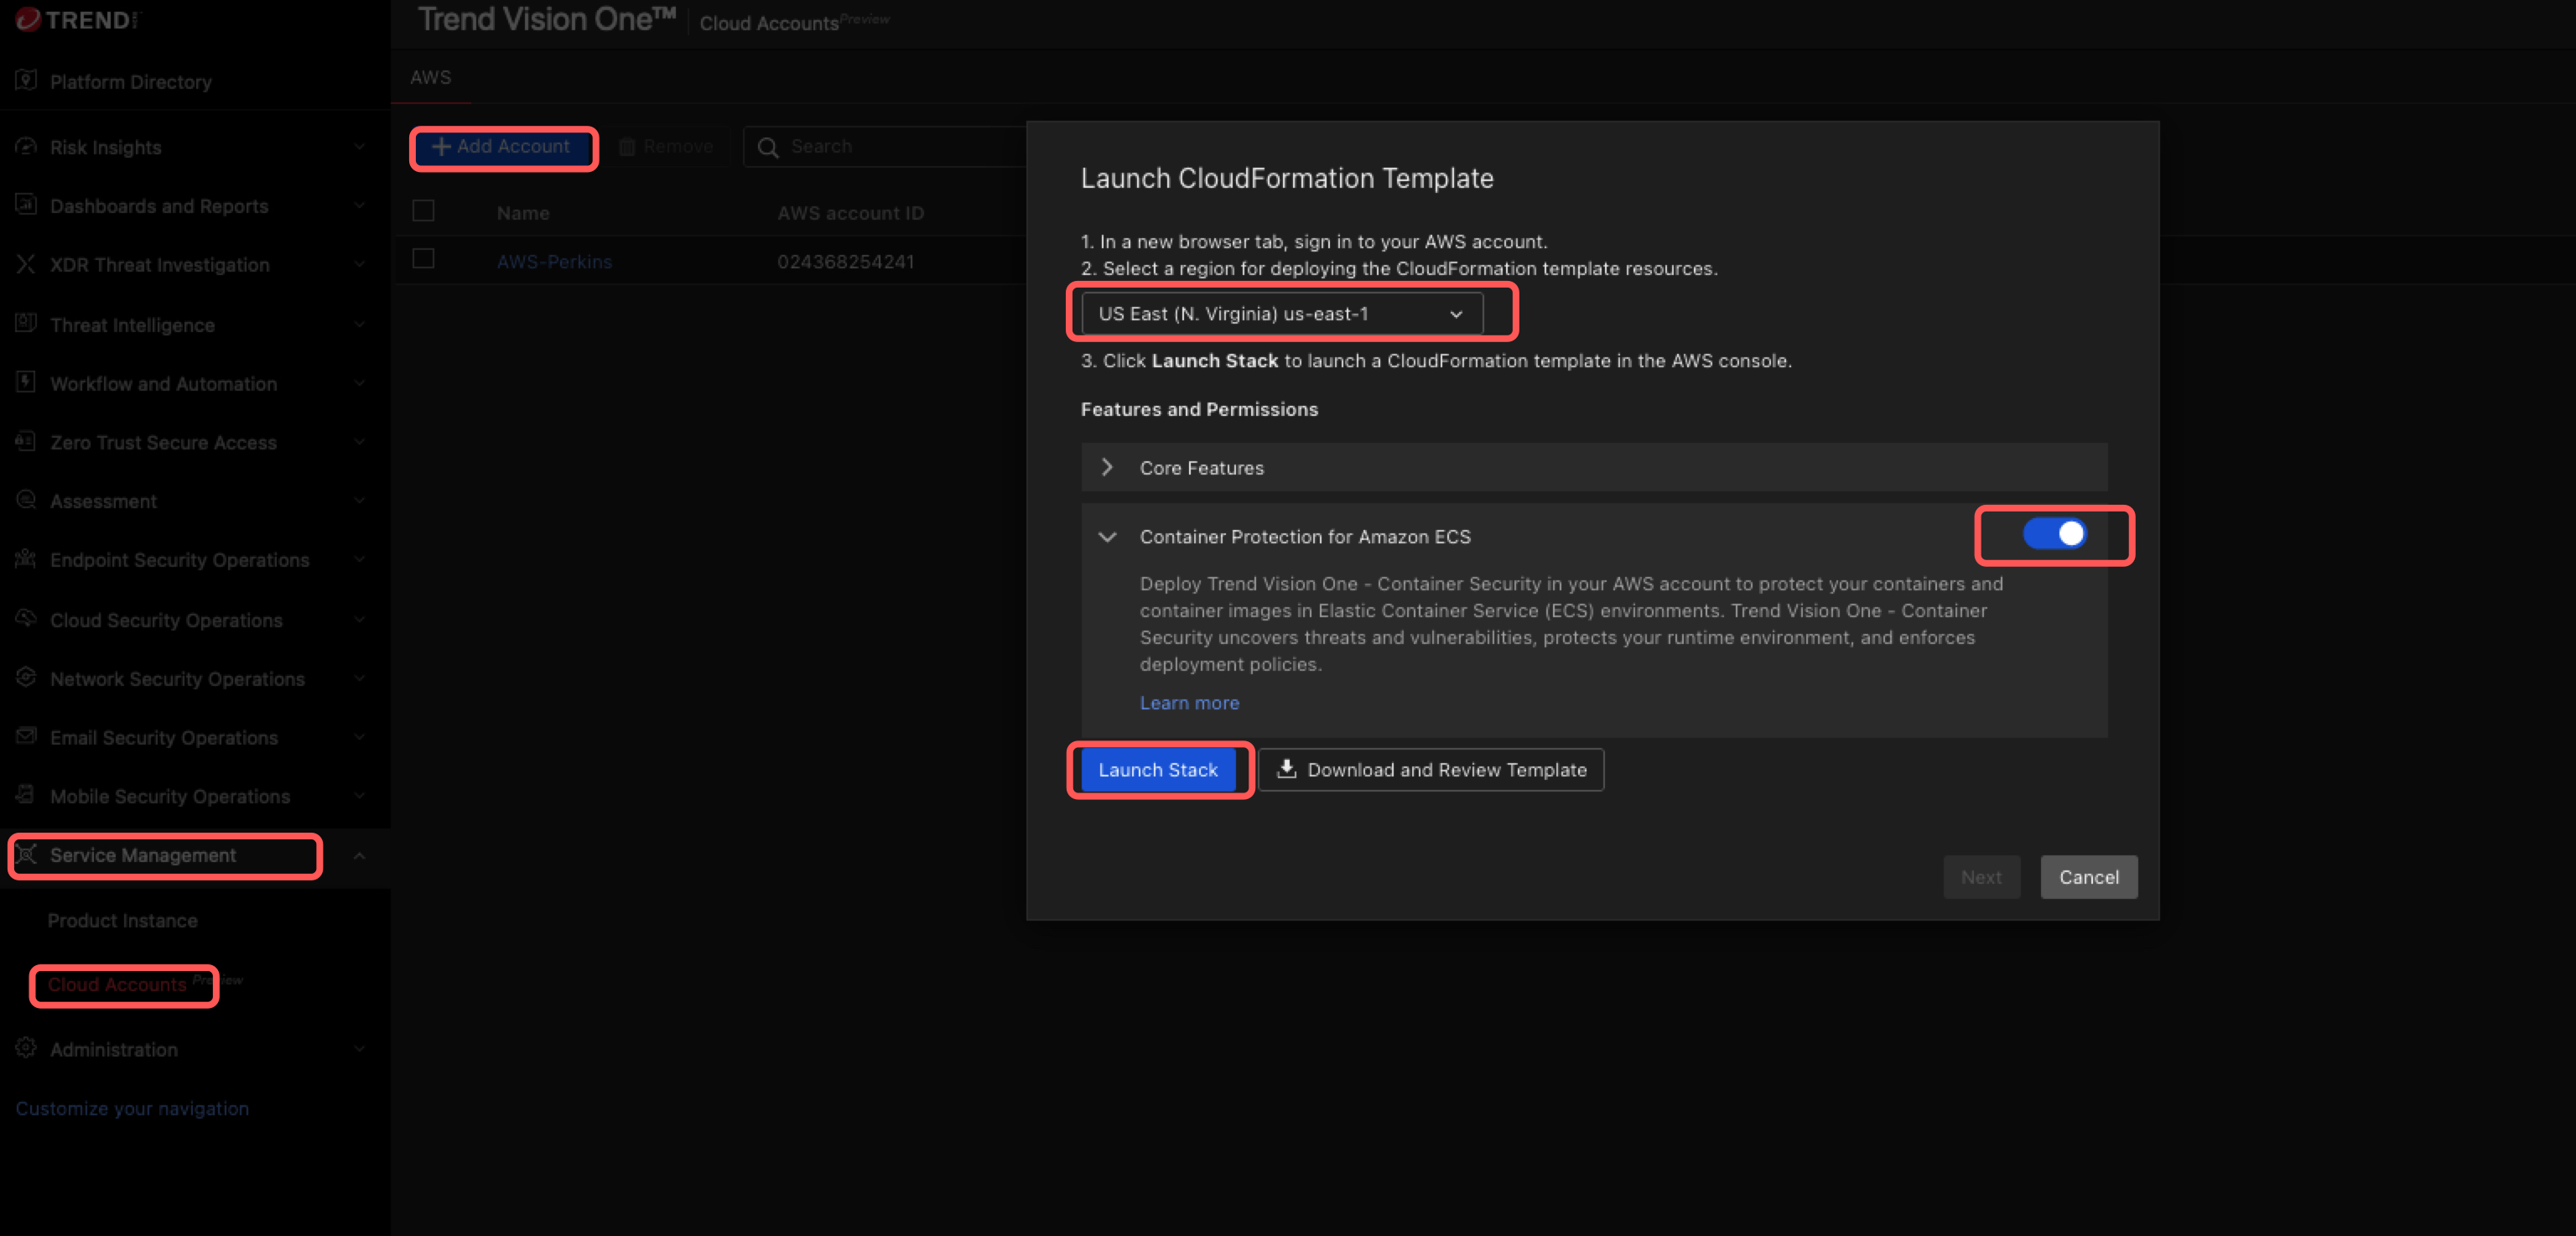 TREND
Trend Vision One™ Cloud Accounts Preview
Platform Directory
Risk Insights
Dashboards and Reports
XDR Threat Investigation
Threat Intelligence
Workflow and Automation
Zero Trust Secure Access
Assessment
Endpoint Security Operations
Cloud Security Operations
Network Security Operations
Email Security Operations
Mobile Security Operations
Service Management
Product Instance
Cloud Accounts Preview
Administration
Customize your navigation
AWS
Add Account Remove Search
Name AWS account ID
AWS-Perkins 024368254241
Launch CloudFormation Template
1. In a new browser tab, sign in to your AWS account.
2. Select a region for deploying the CloudFormation template resources.
US East (N. Virginia) us-east-1
3. Click Launch Stack to launch a CloudFormation template in the AWS console.
Features and Permissions
Core Features
Container Protection for Amazon ECS
Deploy Trend Vision One - Container Security in your AWS account to protect your containers and
container images in Elastic Container Service (ECS) environments. Trend Vision One - Container
Security uncovers threats and vulnerabilities, protects your runtime environment, and enforces
deployment policies.
Learn more
Launch Stack Download and Review Template
Next Cancel